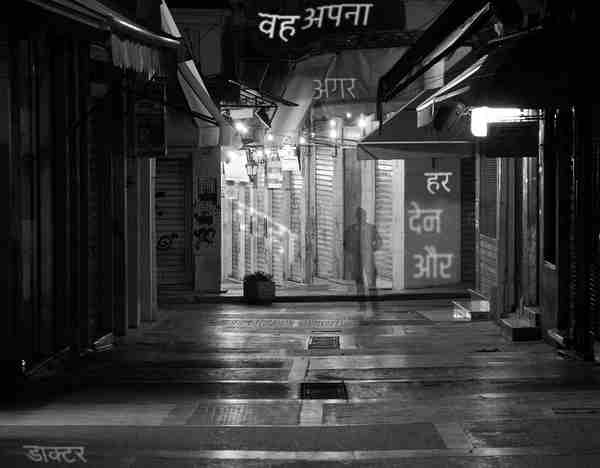 वह अपना
अगर
हर
देन
और
डाक्टर